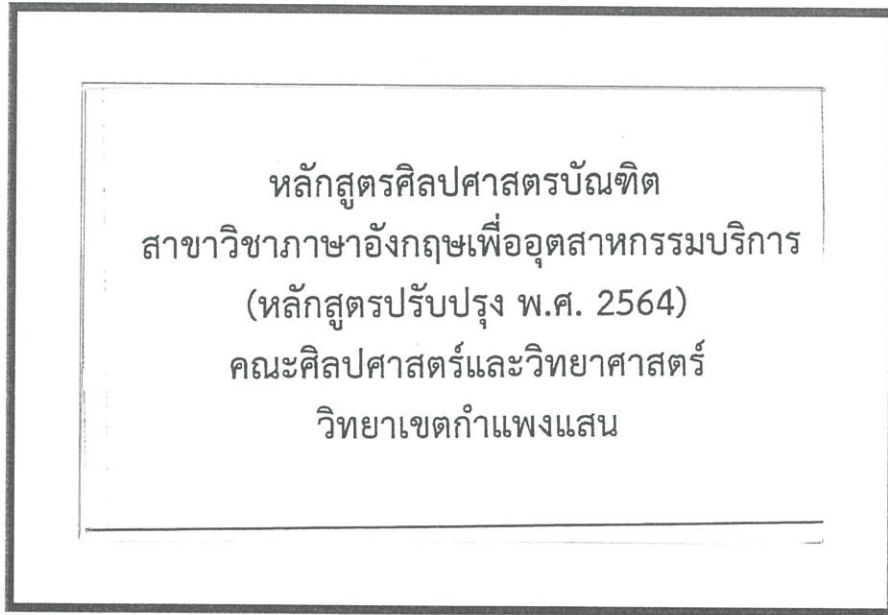 หลักสูตรศิลปศาสตรบัณฑิต
สาขาวิชาภาษาอังกฤษเพื่ออุตสาหกรรมบริการ
(หลักสูตรปรับปรุง พ.ศ. 2564)
คณะศิลปศาสตร์และวิทยาศาสตร์
วิทยาเขตกำแพงแสน